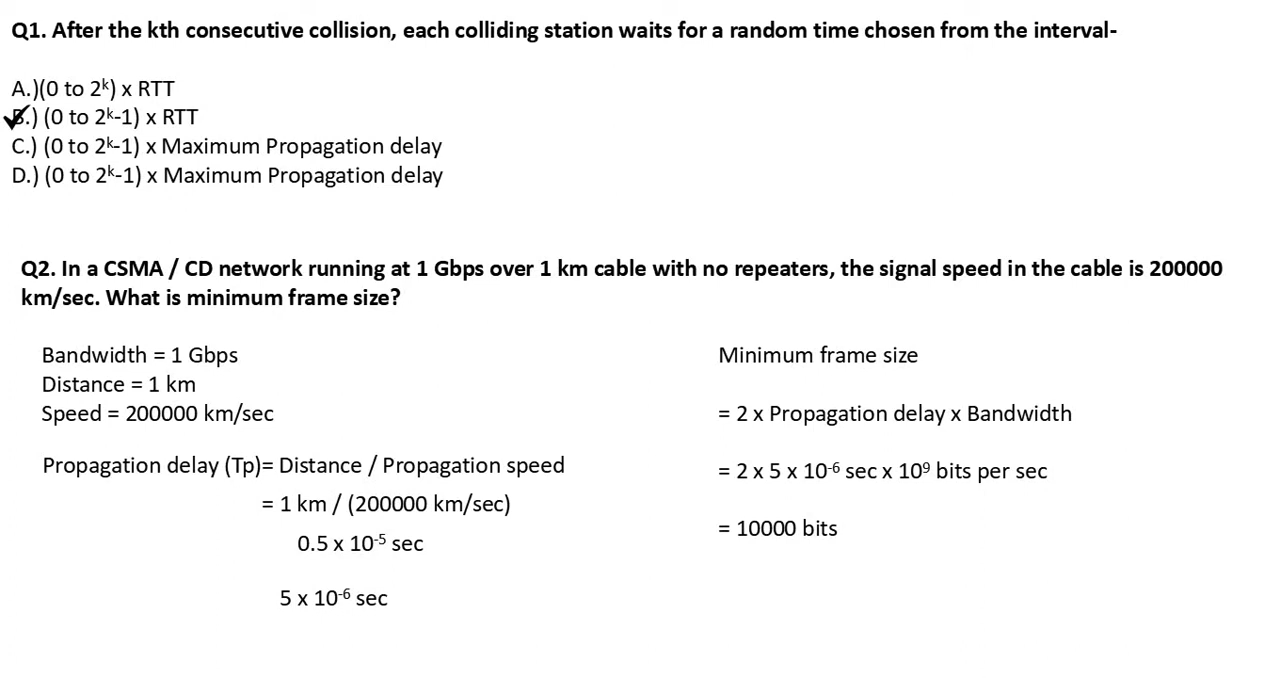 Q1. After the kth consecutive collision, each colliding station waits for a random time chosen from the interval-
A.)(0 to 2ᵏ) x RTT
B.) (0 to 2ᵏ-1) x RTT
C.) (0 to 2ᵏ-1) x Maximum Propagation delay
D.) (0 to 2ᵏ-1) x Maximum Propagation delay
Q2. In a CSMA / CD network running at 1 Gbps over 1 km cable with no repeaters, the signal speed in the cable is 200000
km/sec. What is minimum frame size?
Bandwidth = 1 Gbps
Distance = 1 km
Speed = 200000 km/sec
Propagation delay (Tp)= Distance / Propagation speed
= 1 km / (200000 km/sec)
0.5 x 10⁻⁵ sec
5 x 10⁻⁶ sec
Minimum frame size
= 2 x Propagation delay x Bandwidth
= 2 x 5 x 10⁻⁶ sec x 10⁹ bits per sec
= 10000 bits